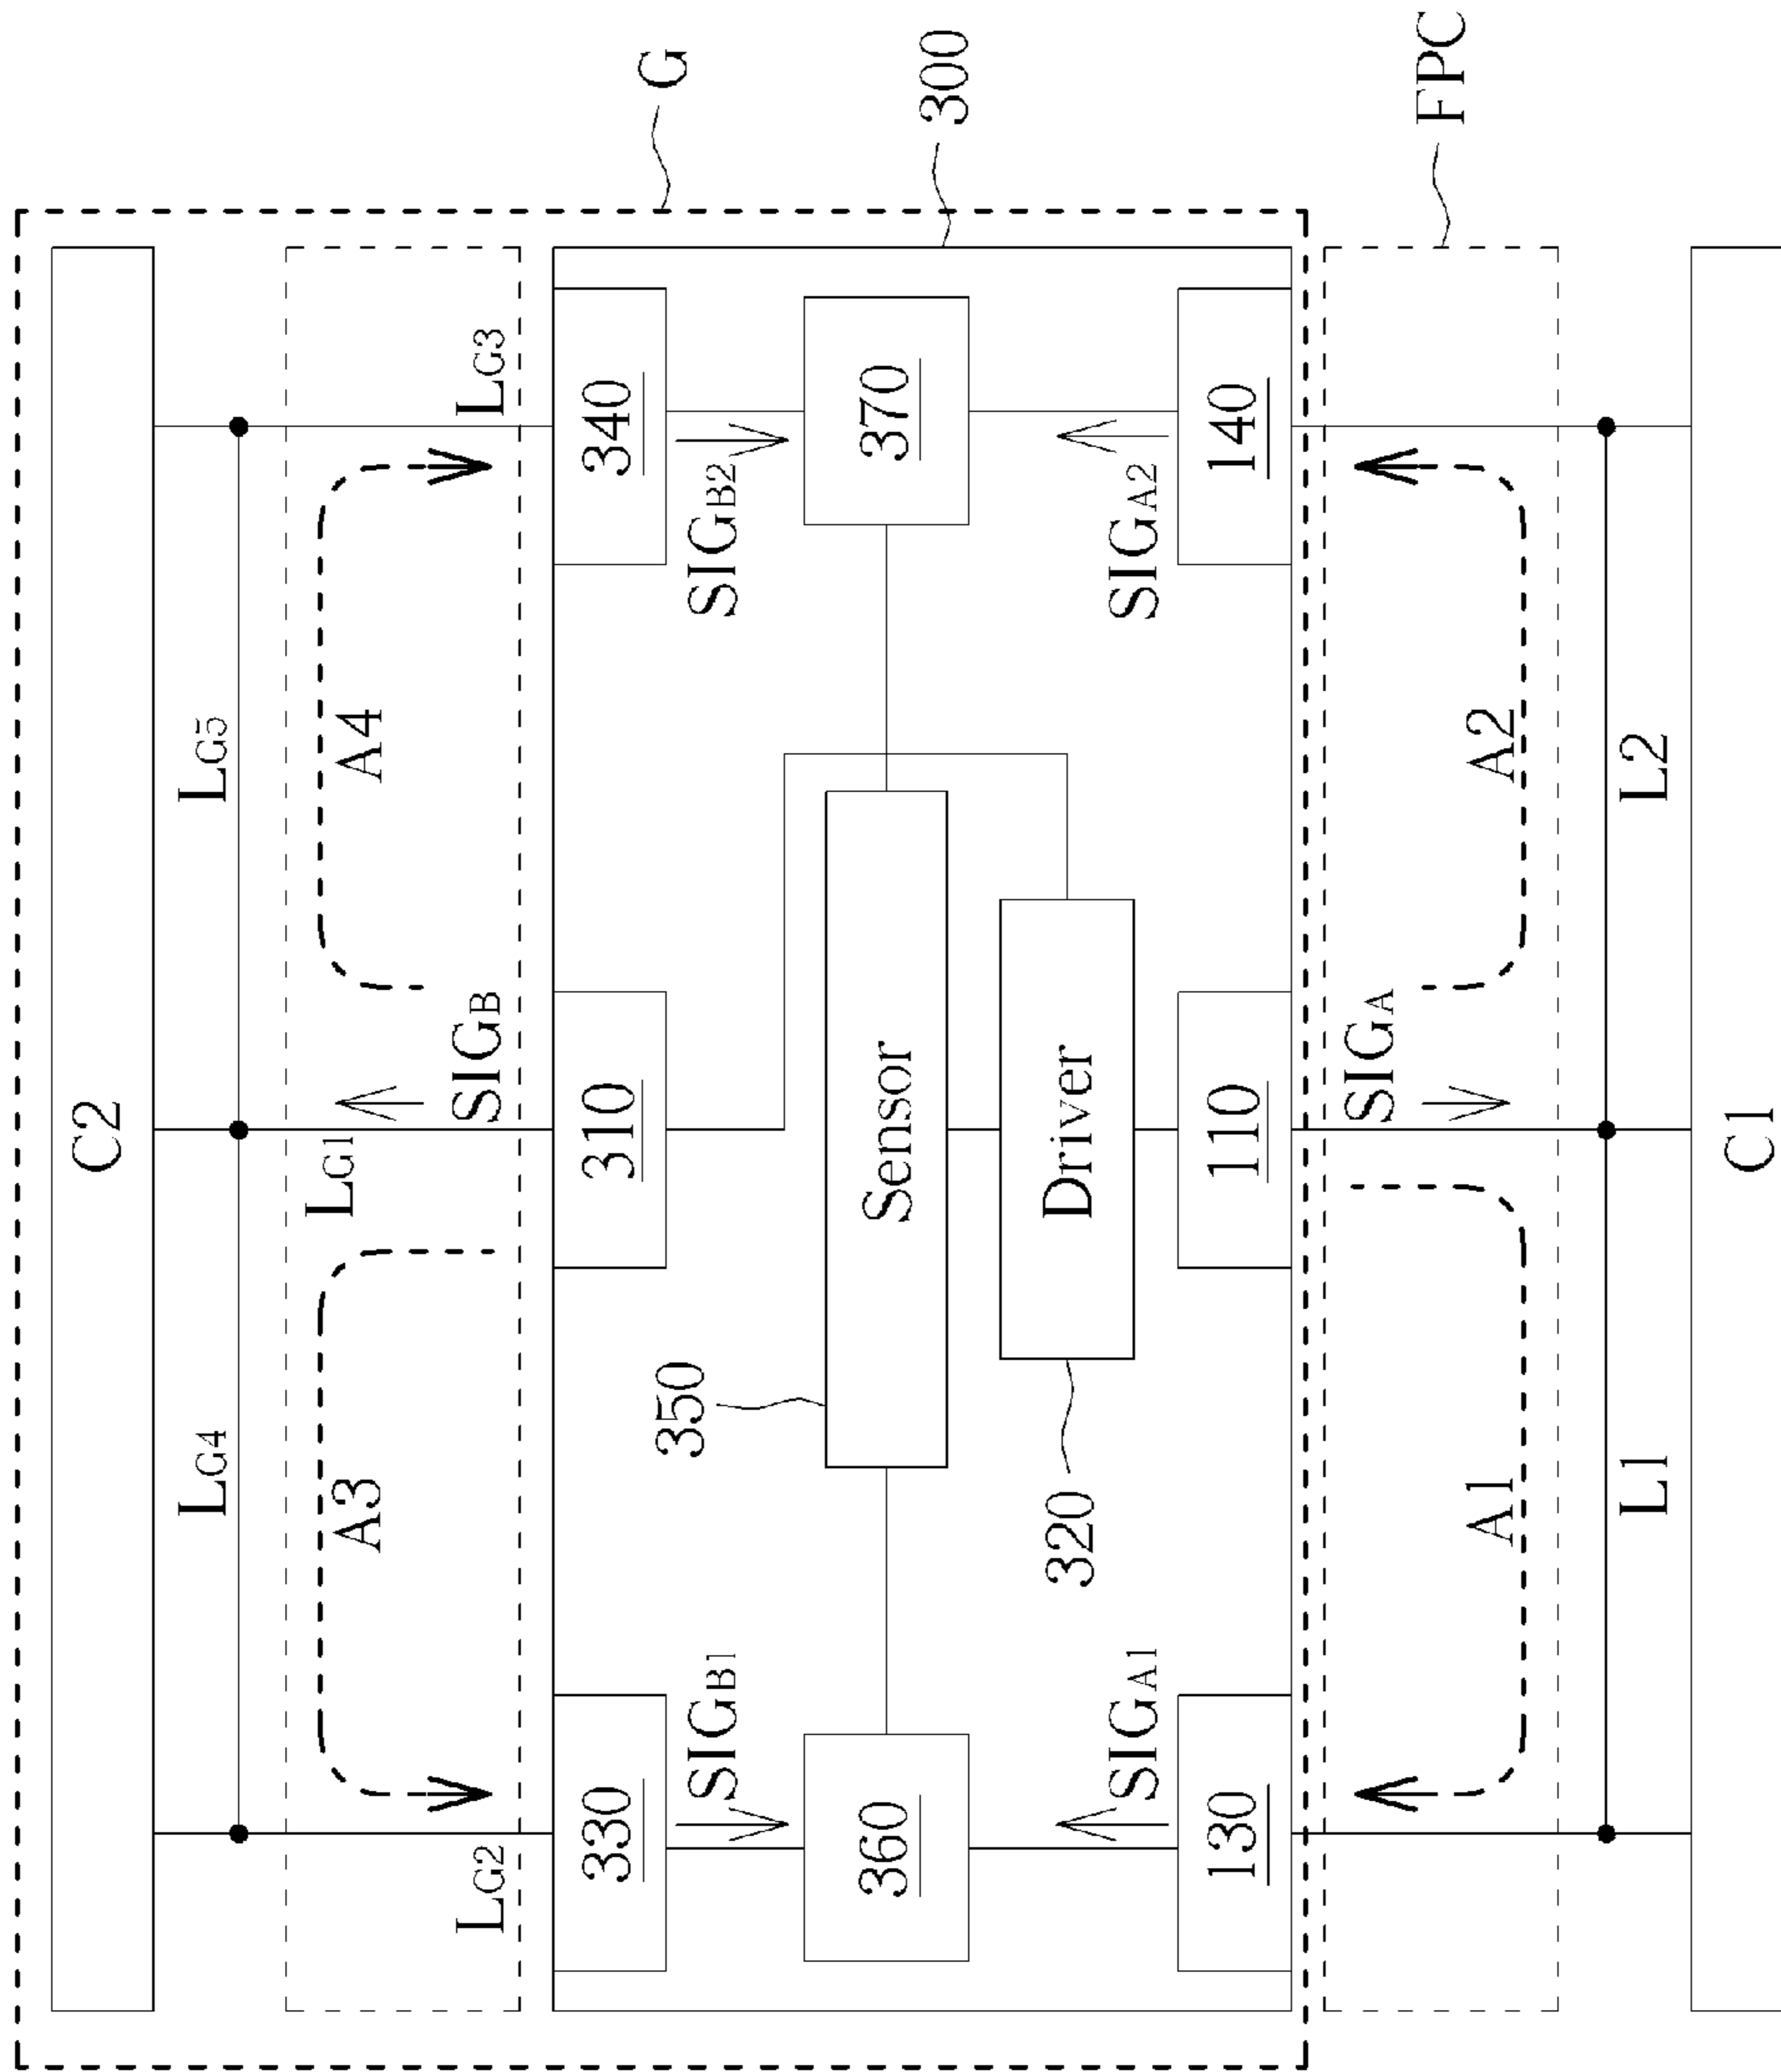 G
300
FPC
C2
LG4
LG5
A3
LG1
A4
LG2
SIGB
LG3
330
310
340
SIGB1
350
SIGB2
360
Sensor
370
320
Driver
SIGA1
SIGA2
130
110
140
SIGA
A1
A2
L1
L2
C1